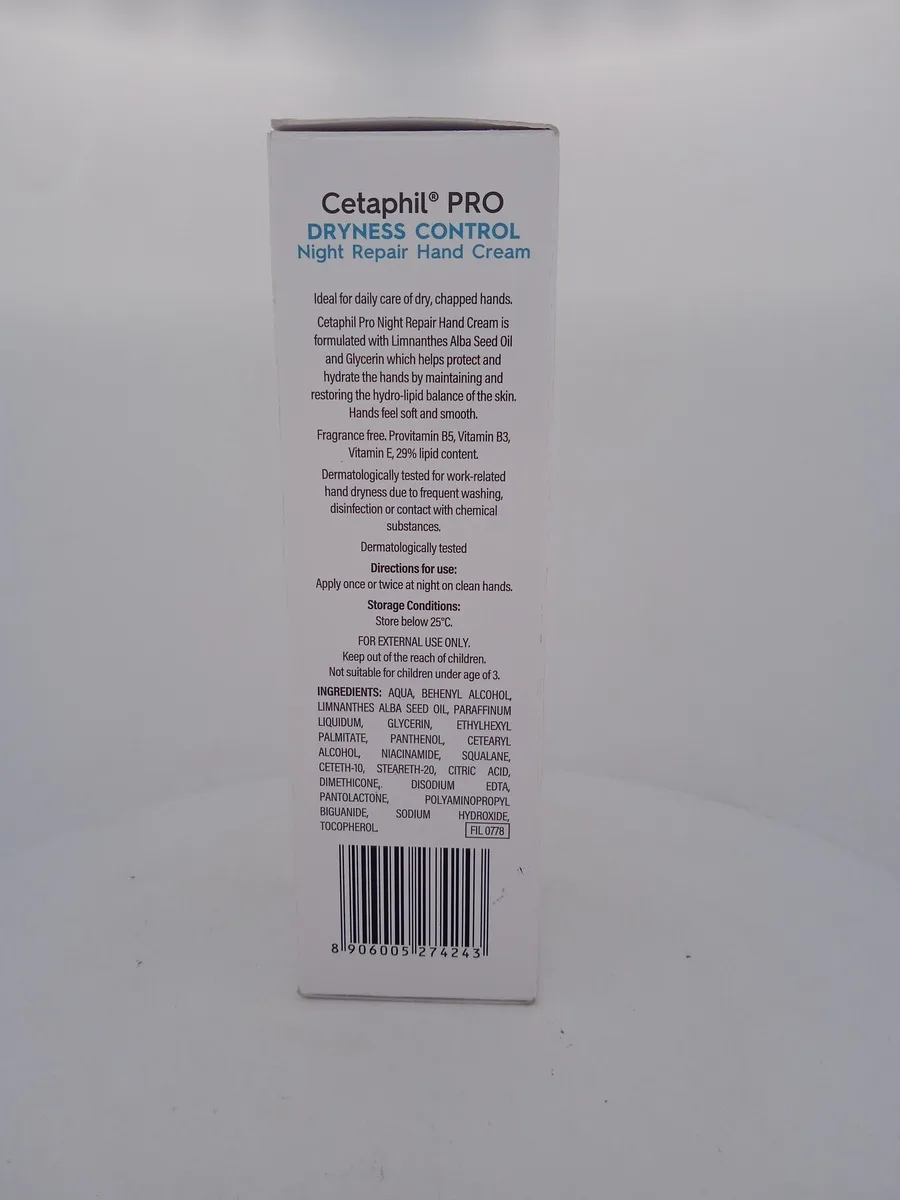 Cetaphil® PRO
DRYNESS CONTROL
Night Repair Hand Cream
Ideal for daily care of dry, chapped hands.
Cetaphil Pro Night Repair Hand Cream is
formulated with Limnanthes Alba Seed Oil
and Glycerin which helps protect and
hydrate the hands by maintaining and
restoring the hydro-lipid balance of the skin.
Hands feel soft and smooth.
Fragrance free. Provitamin B5, Vitamin B3,
Vitamin E, 29% lipid content.
Dermatologically tested for work-related
hand dryness due to frequent washing,
disinfection or contact with chemical
substances.
Dermatologically tested
Directions for use:
Apply once or twice at night on clean hands.
Storage Conditions:
Store below 25°C.
FOR EXTERNAL USE ONLY.
Keep out of the reach of children.
Not suitable for children under age of 3.
INGREDIENTS: AQUA, BEHENYL ALCOHOL,
LIMNANTHES ALBA SEED OIL, PARAFFINUM
LIQUIDUM, GLYCERIN, ETHYLHEXYL
PALMITATE, PANTHENOL, CETEARYL
ALCOHOL, NIACINAMIDE, SQUALANE,
CETETH-10, STEARETH-20, CITRIC ACID,
DIMETHICONE, DISODIUM EDTA,
PANTOLACTONE, POLYAMINOPROPYL
BIGUANIDE, SODIUM HYDROXIDE,
TOCOPHEROL. FIL 0778
8 906005 274243